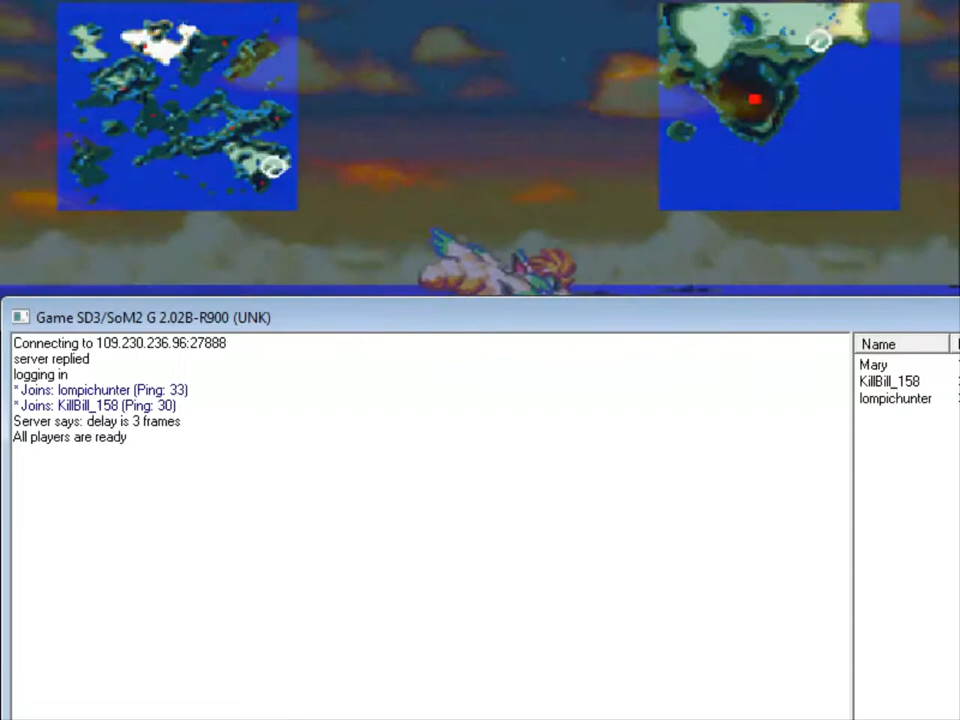 Game SD3/SoM2 G 2.02B-R900 (UNK)
Connecting to 109.230.236.96:27888
server replied
logging in
* Joins: lompichunter (Ping: 33)
* Joins: KillBill_158 (Ping: 30)
Server says: delay is 3 frames
All players are ready
Name
Mary
KillBill_158
lompichunter